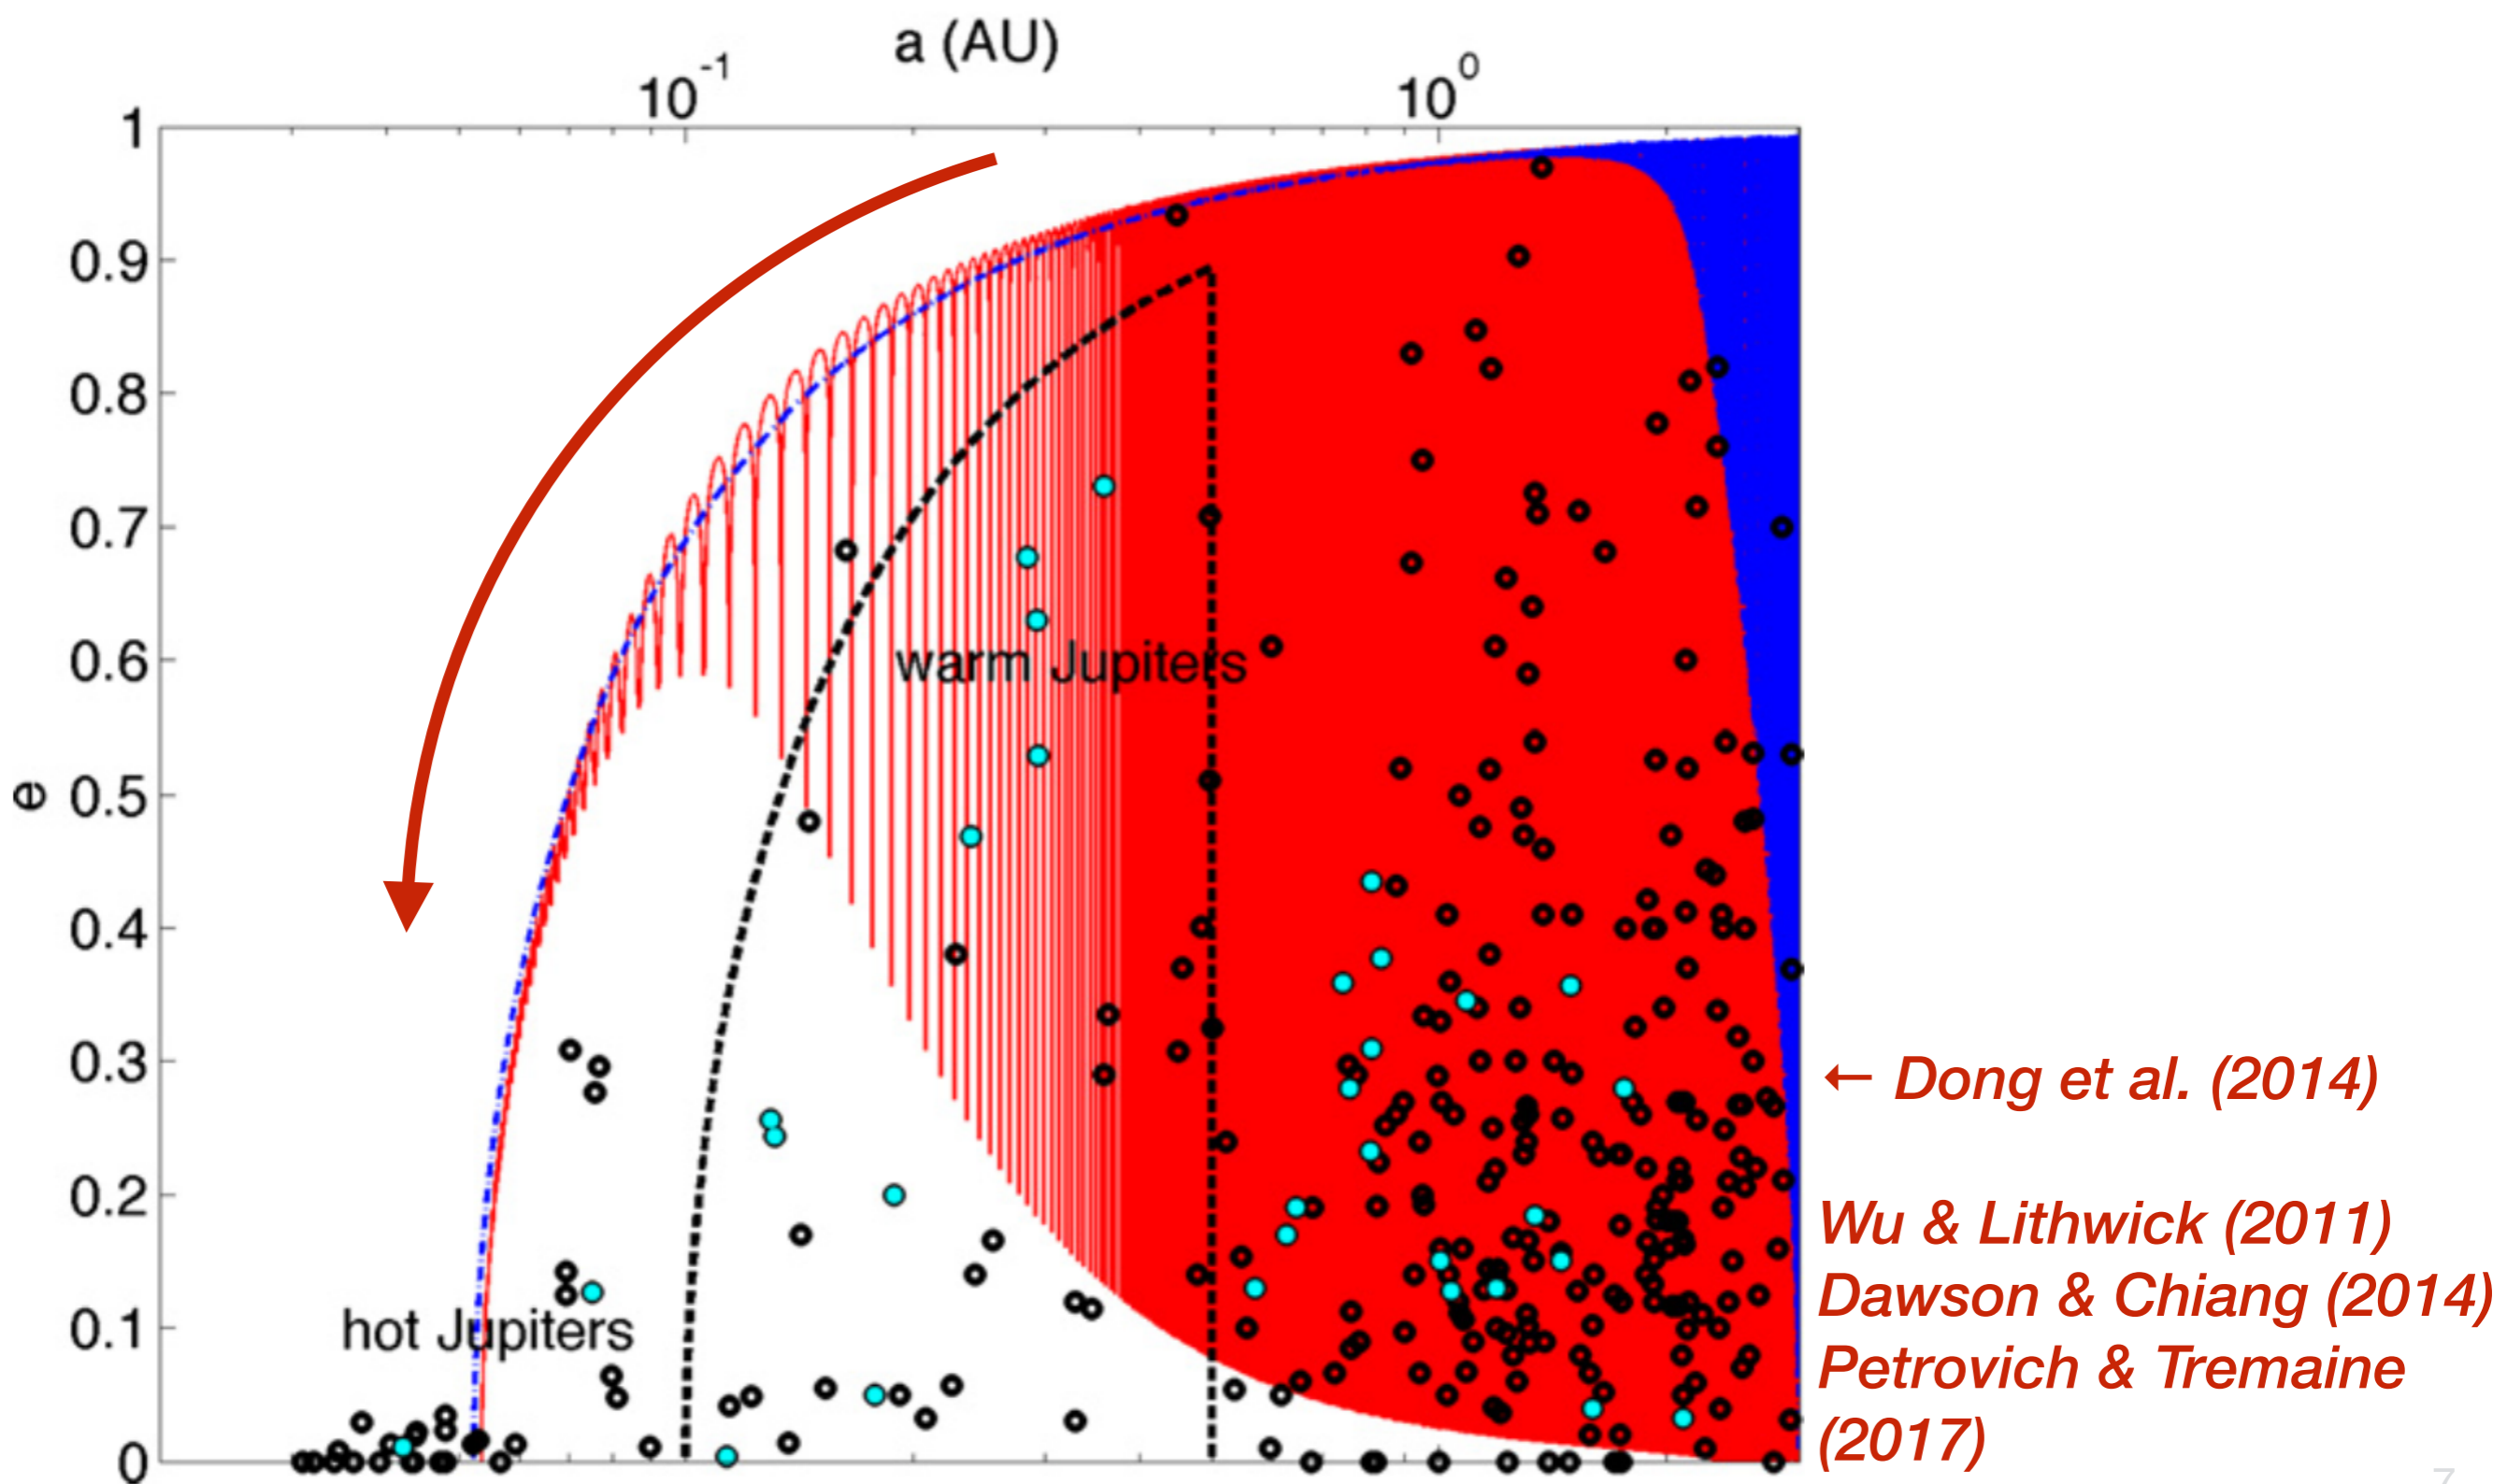 a (AU)
10^-1 10^0
1
0.9
0.8
0.7
0.6
0.5
0.4
0.3
0.2
0.1
0
e
warm Jupiters
hot Jupiters
← Dong et al. (2014)
Wu & Lithwick (2011)
Dawson & Chiang (2014)
Petrovich & Tremaine
(2017)
7